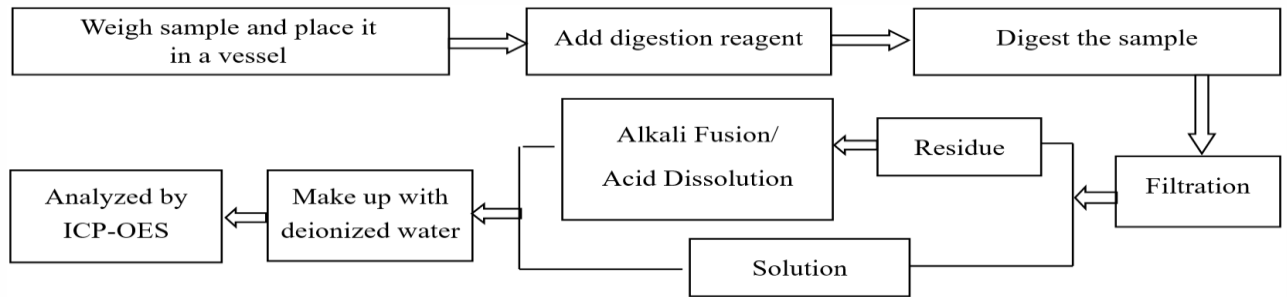 Weigh sample and place it
in a vessel
Add digestion reagent
Digest the sample
Filtration
Residue
Alkali Fusion/
Acid Dissolution
Solution
Make up with
deionized water
Analyzed by
ICP-OES